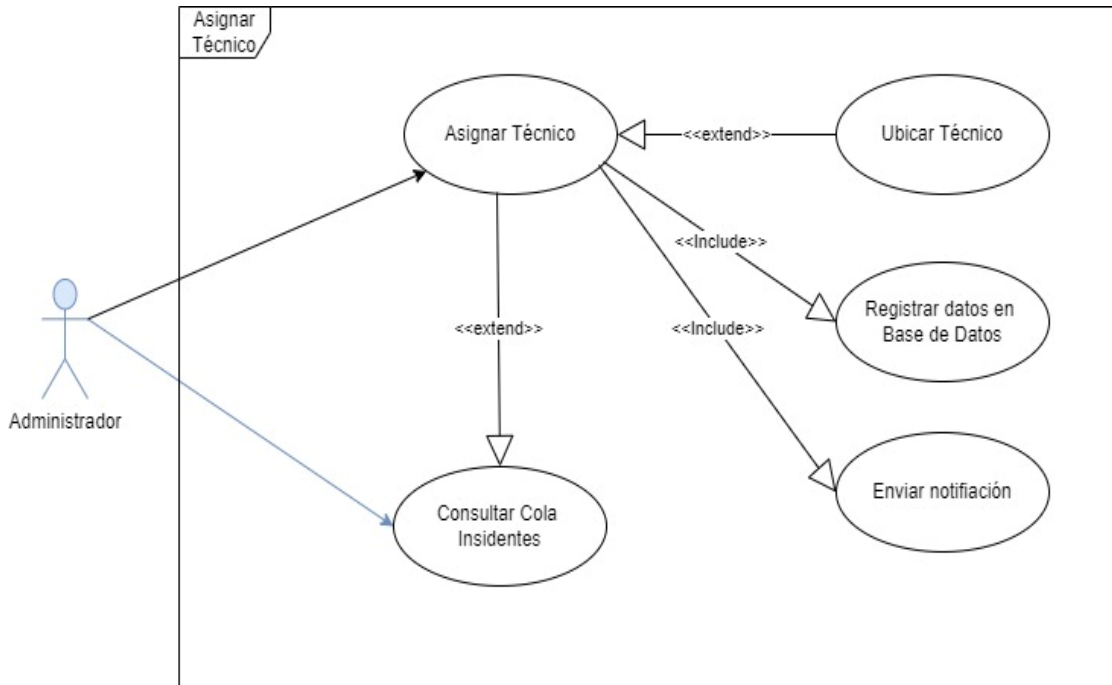 Asignar
Técnico
Asignar Técnico
<<extend>>
Ubicar Técnico
<<Include>>
Registrar datos en
Base de Datos
<<extend>>
<<Include>>
Administrador
Consultar Cola
Insidentes
Enviar notifiación